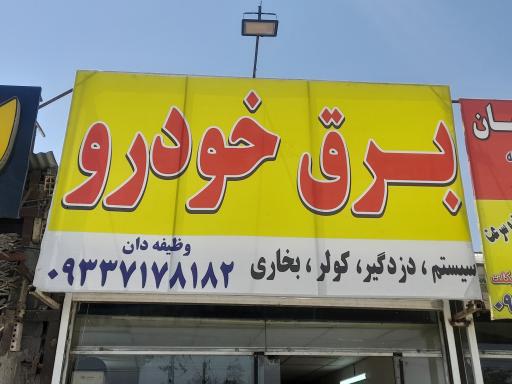 برق خودرو
وظیفه دان
سیستم ، دزدگیر، کولر ، بخاری
۰۹۳۳۷۱۷۸۱۸۲